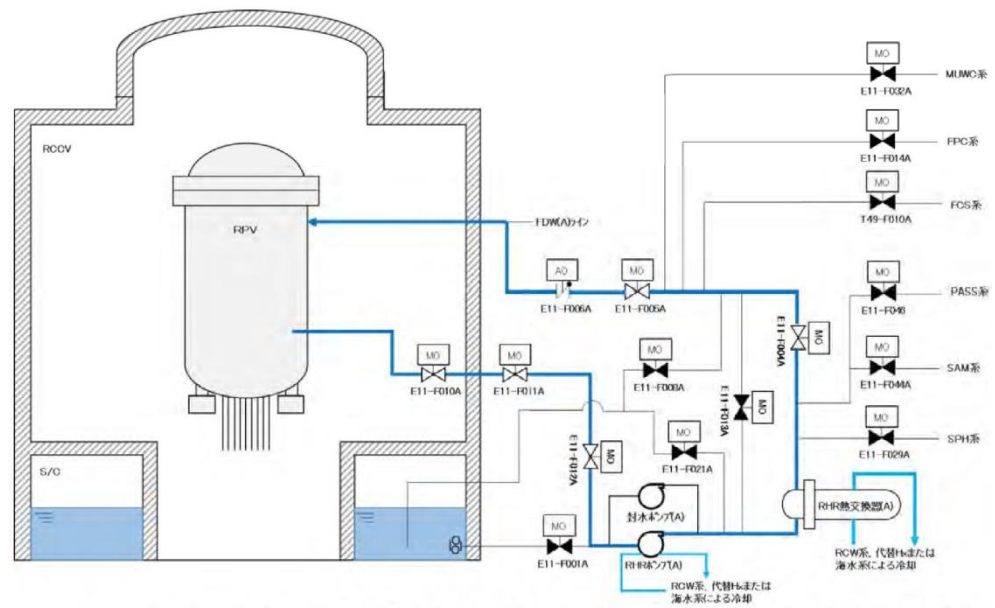 MO
MUWC系
E11-F032A
MO
FPC系
E11-F014A
MO
FCS系
T49-F010A
RCCV
RPV
FDW(A)ライン
AO
E11-F006A
MO
E11-F005A
MO
PASS系
E11-F046
MO
E11-F004A
MO
E11-F010A
MO
E11-F011A
MO
E11-F008A
MO
SAM系
E11-F044A
MO
E11-F013A
MO
E11-F021A
MO
SPH系
E11-F029A
MO
E11-F012A
S/C
封水ポンプ(A)
RHR熱交換器(A)
MO
E11-F001A
RHRポンプ(A)
RCW系、代替Hxまたは
海水系による冷却
RCW系、代替Hxまたは
海水系による冷却